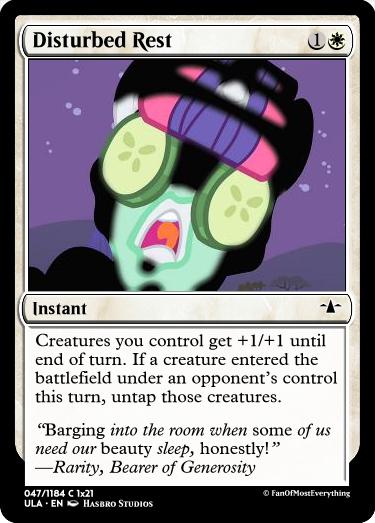 Disturbed Rest 1
Instant
Creatures you control get +1/+1 until
end of turn. If a creature entered the
battlefield under an opponent's control
this turn, untap those creatures.
“Barging into the room when some of us
need our beauty sleep, honestly!”
—Rarity, Bearer of Generosity
047/1184 C 1x21
ULA • EN Hasbro Studios © FanOfMostEverything